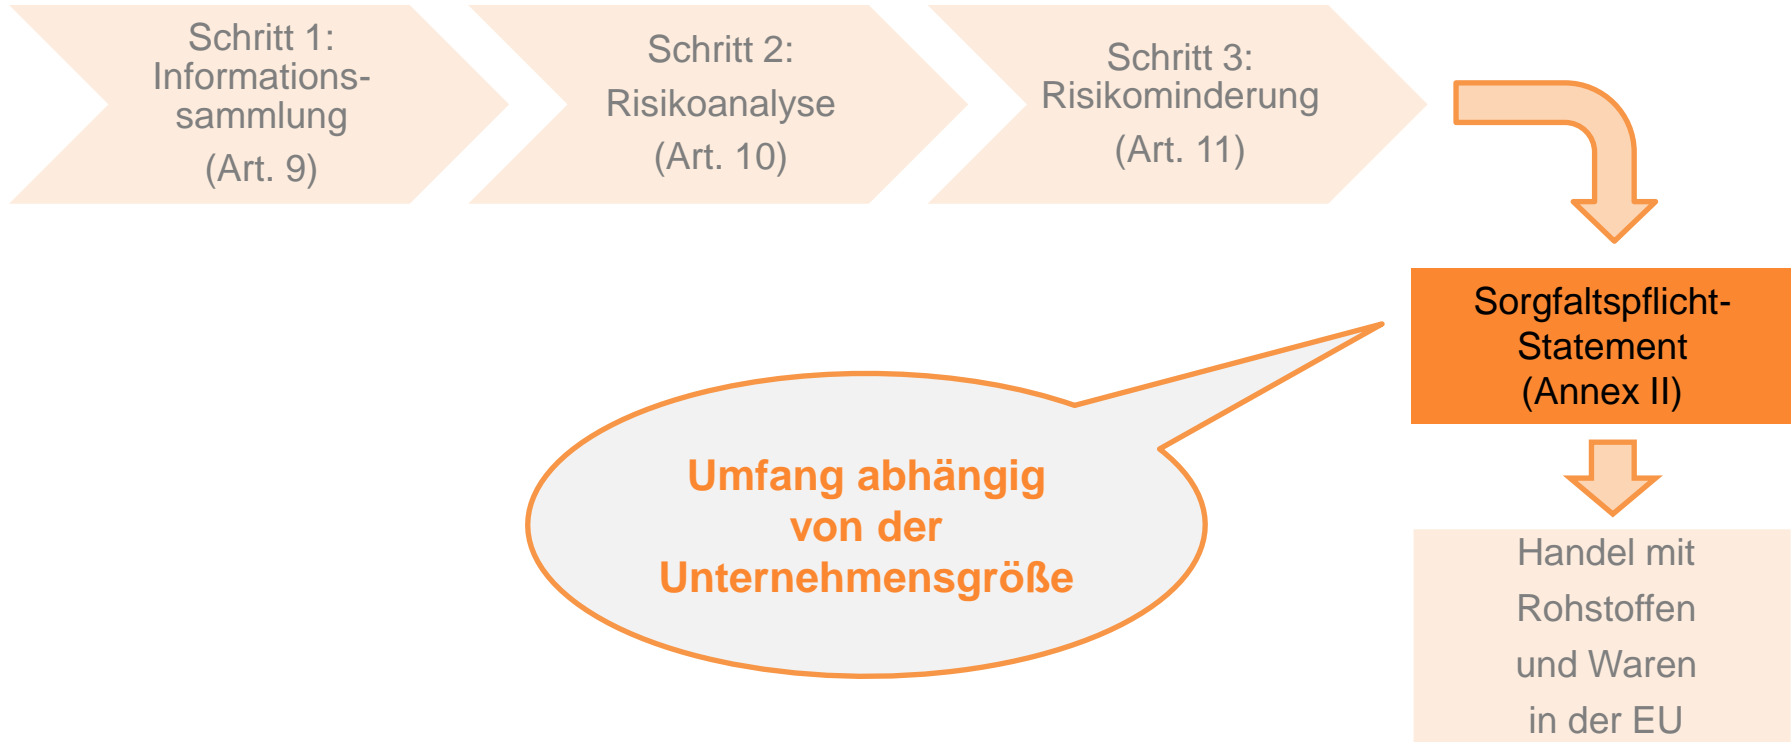 Schritt 1:
Informations-
sammlung
(Art. 9)
Schritt 2:
Risikoanalyse
(Art. 10)
Schritt 3:
Risikominderung
(Art. 11)
Sorgfaltspflicht-
Statement
(Annex II)
Umfang abhängig
von der
Unternehmensgröße
Handel mit
Rohstoffen
und Waren
in der EU